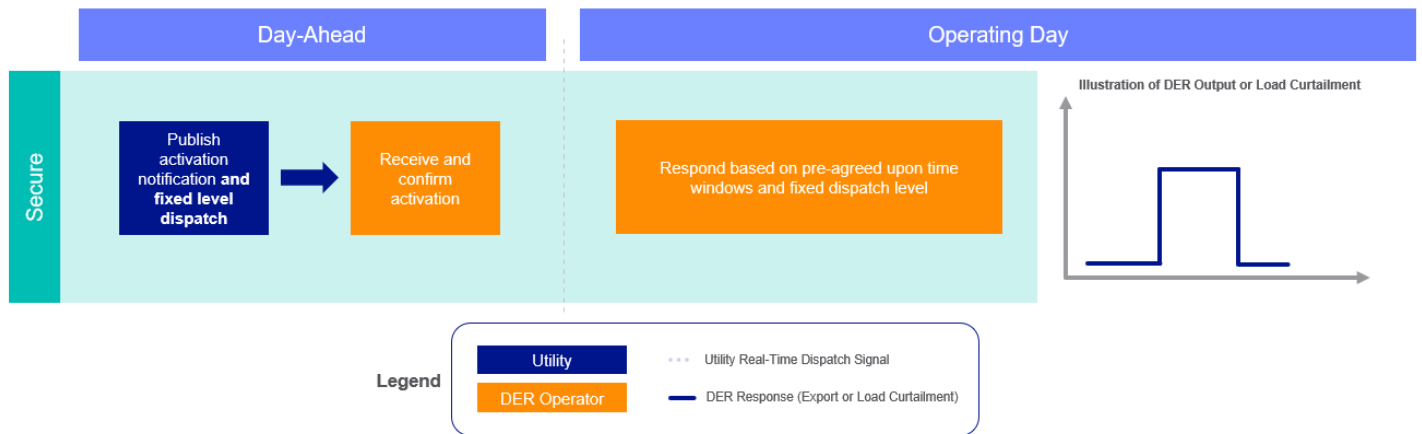 Day-Ahead
Operating Day
Secure
Publish
activation
notification and
fixed level
dispatch
Receive and
confirm
activation
Respond based on pre-agreed upon time
windows and fixed dispatch level
Illustration of DER Output or Load Curtailment
Legend
Utility
DER Operator
Utility Real-Time Dispatch Signal
DER Response (Export or Load Curtailment)